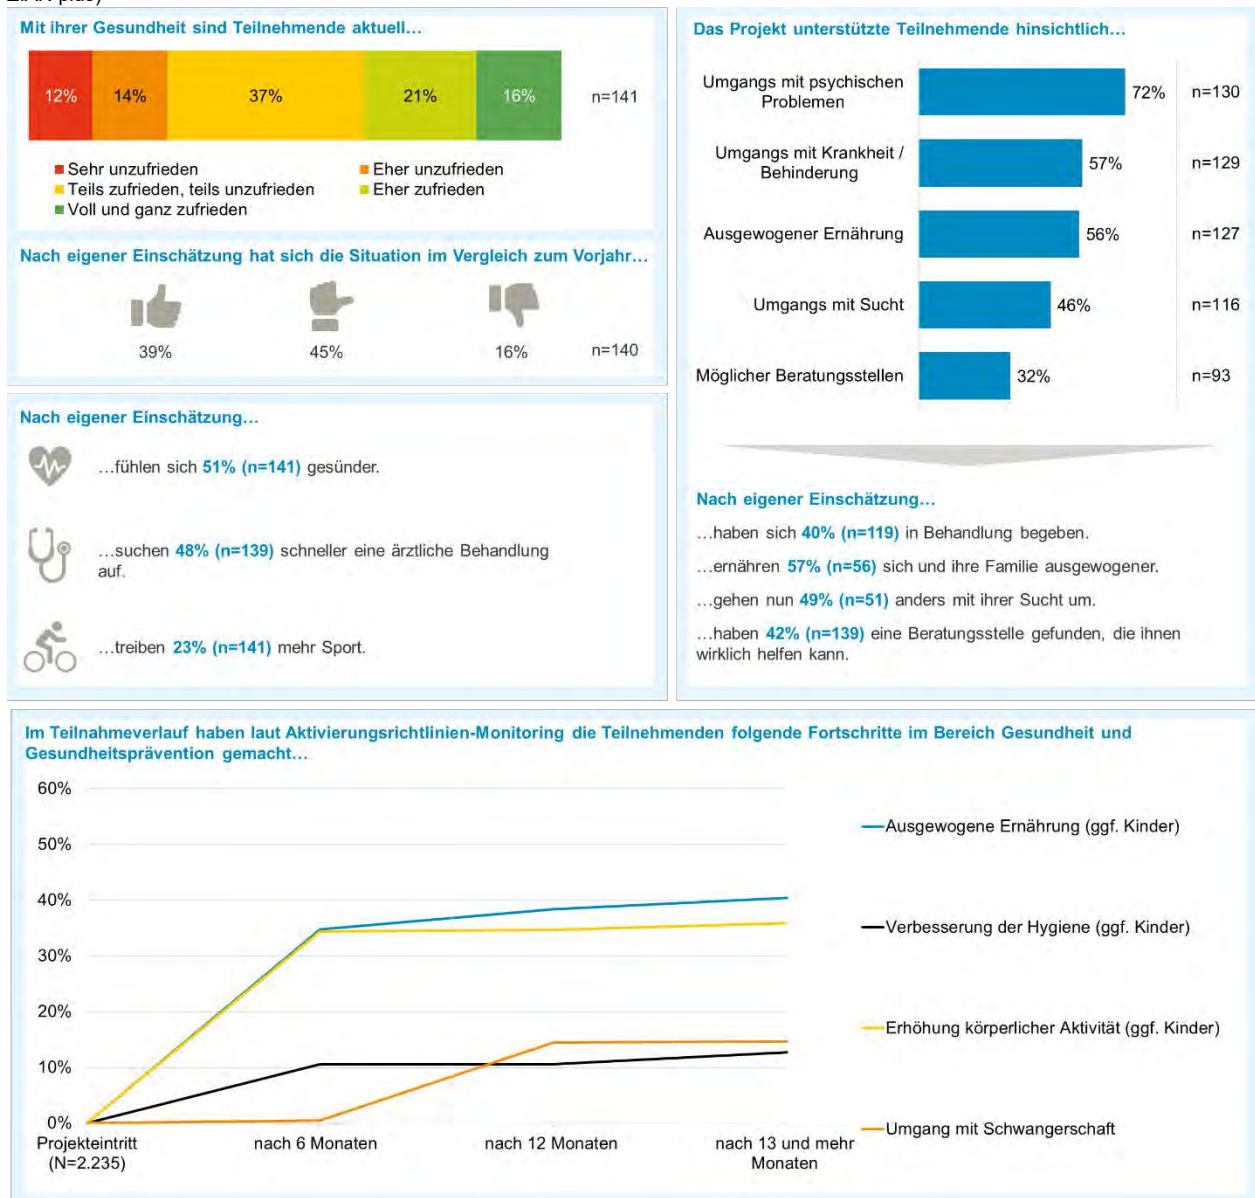 Mit ihrer Gesundheit sind Teilnehmende aktuell…
12% 14% 37% 21% 16% n=141
Sehr unzufrieden
Eher unzufrieden
Teils zufrieden, teils unzufrieden
Eher zufrieden
Voll und ganz zufrieden
Nach eigener Einschätzung hat sich die Situation im Vergleich zum Vorjahr…
39% 45% 16% n=140
Nach eigener Einschätzung…
…fühlen sich 51% (n=141) gesünder.
…suchen 48% (n=139) schneller eine ärztliche Behandlung
auf.
…treiben 23% (n=141) mehr Sport.
Das Projekt unterstützte Teilnehmende hinsichtlich…
Umgangs mit psychischen
Problemen
72% n=130
Umgangs mit Krankheit /
Behinderung
57% n=129
Ausgewogener Ernährung 56% n=127
Umgangs mit Sucht 46% n=116
Möglicher Beratungsstellen 32% n=93
Nach eigener Einschätzung…
…haben sich 40% (n=119) in Behandlung begeben.
…ernähren 57% (n=56) sich und ihre Familie ausgewogener.
…gehen nun 49% (n=51) anders mit ihrer Sucht um.
…haben 42% (n=139) eine Beratungsstelle gefunden, die ihnen
wirklich helfen kann.
Im Teilnahmeverlauf haben laut Aktivierungsrichtlinien-Monitoring die Teilnehmenden folgende Fortschritte im Bereich Gesundheit und
Gesundheitsprävention gemacht…
60%
50%
40%
30%
20%
10%
0%
Projekteintritt
(N=2.235)
nach 6 Monaten
nach 12 Monaten
nach 13 und mehr
Monaten
Ausgewogene Ernährung (ggf. Kinder)
Verbesserung der Hygiene (ggf. Kinder)
Erhöhung körperlicher Aktivität (ggf. Kinder)
Umgang mit Schwangerschaft